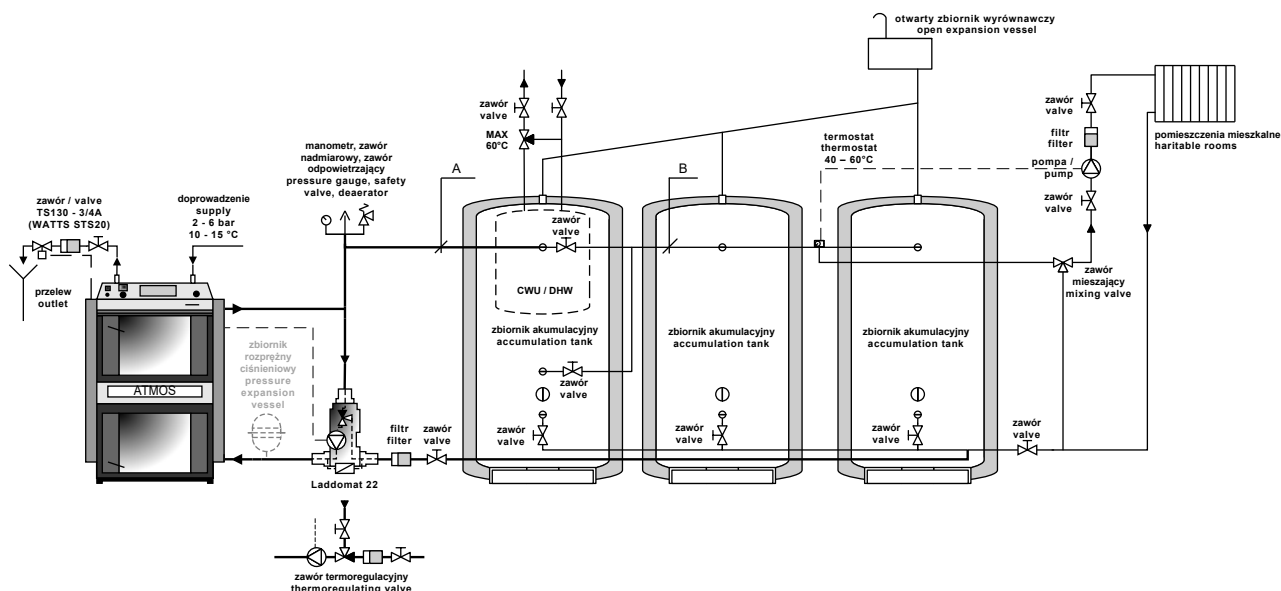 otwarty zbiornik wyrównawczy
open expansion vessel
zawór
valve
MAX
60°C
manometr, zawór
nadmiarowy, zawór
odpowietrzający
pressure gauge, safety
valve, deaerator
A
B
termostat
thermostat
40 – 60°C
zawór
valve
filtr
filter
pompa /
pump
zawór
valve
pomieszczenia mieszkalne
haritable rooms
zawór / valve
TS130 - 3/4A
(WATTS STS20)
doprowadzenie
supply
2 - 6 bar
10 - 15 °C
przelew
outlet
zawór
valve
CWU / DHW
zawór
mieszający
mixing valve
zbiornik akumulacyjny
accumulation tank
zbiornik akumulacyjny
accumulation tank
zbiornik akumulacyjny
accumulation tank
zbiornik
rozprężny
ciśnieniowy
pressure
expansion
vessel
ATMOS
zawór
valve
filtr
filter
zawór
valve
zawór
valve
zawór
valve
zawór
valve
zawór
valve
Laddomat 22
zawór termoregulacyjny
thermoregulating valve